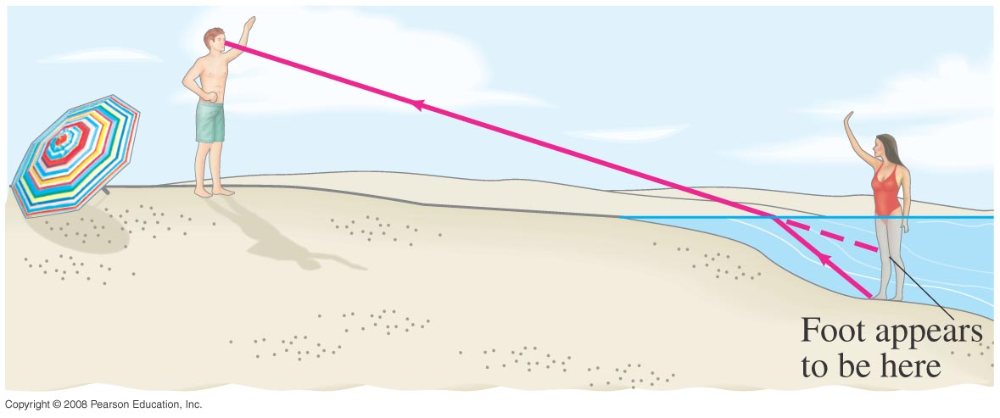 Foot appears
to be here
Copyright © 2008 Pearson Education, Inc.